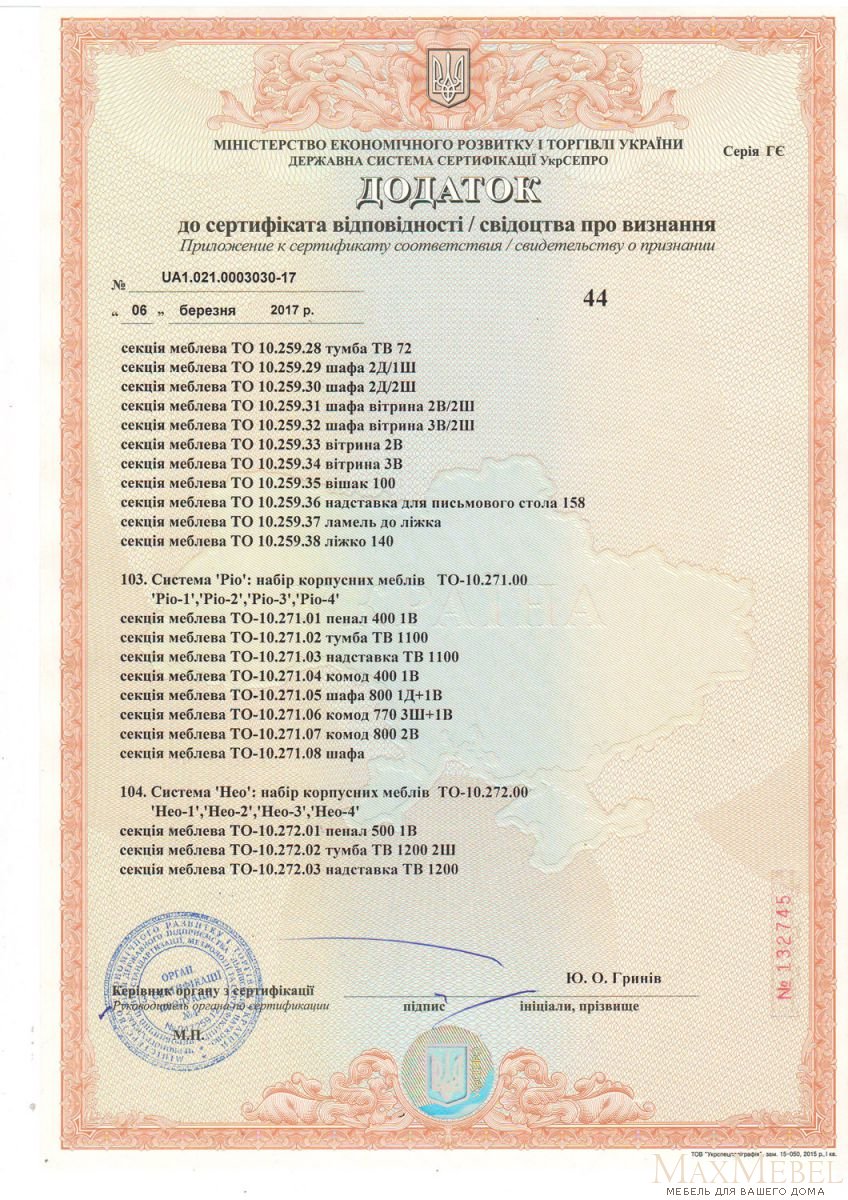 МІНІСТЕРСТВО ЕКОНОМІЧНОГО РОЗВИТКУ І ТОРГІВЛІ УКРАЇНИ
ДЕРЖАВНА СИСТЕМА СЕРТИФІКАЦІЇ УкрСЕПРО
Серія ГЄ
ДОДАТОК
до сертифіката відповідності / свідоцтва про визнання
Приложение к сертификату соответствия / свидетельству о признании
№ UA1.021.0003030-17
„ 06 „ березня 2017 р.
44
секція меблева ТО 10.259.28 тумба ТВ 72
секція меблева ТО 10.259.29 шафа 2Д/1Ш
секція меблева ТО 10.259.30 шафа 2Д/2Ш
секція меблева ТО 10.259.31 шафа вітрина 2В/2Ш
секція меблева ТО 10.259.32 шафа вітрина 3В/2Ш
секція меблева ТО 10.259.33 вітрина 2В
секція меблева ТО 10.259.34 вітрина 3В
секція меблева ТО 10.259.35 вішак 100
секція меблева ТО 10.259.36 надставка для письмового стола 158
секція меблева ТО 10.259.37 ламель до ліжка
секція меблева ТО 10.259.38 ліжко 140
103. Система 'Ріо': набір корпусних меблів ТО-10.271.00
'Ріо-1','Ріо-2','Ріо-3','Ріо-4'
секція меблева ТО-10.271.01 пенал 400 1В
секція меблева ТО-10.271.02 тумба ТВ 1100
секція меблева ТО-10.271.03 надставка ТВ 1100
секція меблева ТО-10.271.04 комод 400 1В
секція меблева ТО-10.271.05 шафа 800 1Д+1В
секція меблева ТО-10.271.06 комод 770 3Ш+1В
секція меблева ТО-10.271.07 комод 800 2В
секція меблева ТО-10.271.08 шафа
104. Система 'Нео': набір корпусних меблів ТО-10.272.00
'Нео-1','Нео-2','Нео-3','Нео-4'
секція меблева ТО-10.272.01 пенал 500 1В
секція меблева ТО-10.272.02 тумба ТВ 1200 2Ш
секція меблева ТО-10.272.03 надставка ТВ 1200
УКРАЇНА
№ 132745
ОРГАН
З СЕРТИФІКАЦІЇ
Ю. О. Гринів
Керівник органу з сертифікації
Руководитель органа по сертификации
підпис
ініціали, прізвище
М.П.
ТОВ "Укрспецполіграфік", зам. 15-050, 2015 р., I кв.
MAXMEBEL
МЕБЕЛЬ ДЛЯ ВАШЕГО ДОМА